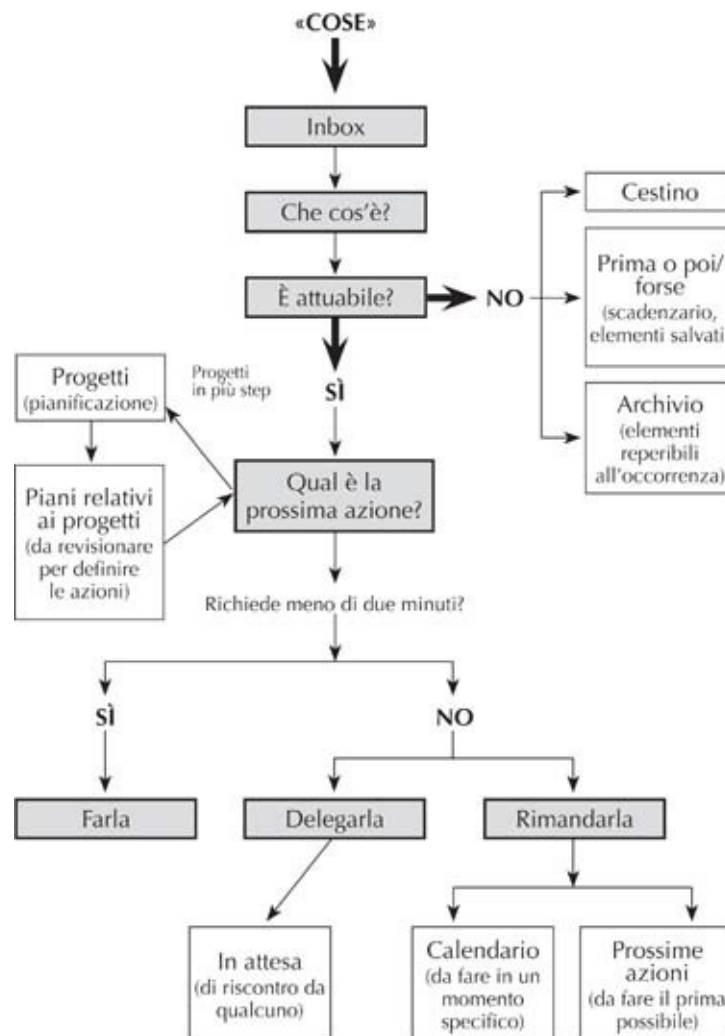 «COSE»
Inbox
Che cos'è?
È attuabile?
NO
Cestino
Prima o poi/
forse
(scadenzario,
elementi salvati
Archivio
(elementi
reperibili
all'occorrenza)
SÌ
Progetti
in più step
Progetti
(pianificazione)
Piani relativi
ai progetti
(da revisionare
per definire
le azioni)
Qual è la
prossima azione?
Richiede meno di due minuti?
SÌ
NO
Farla
Delegarla
Rimandarla
In attesa
(di riscontro da
qualcuno)
Calendario
(da fare in un
momento
specifico)
Prossime
azioni
(da fare il prima
possibile)